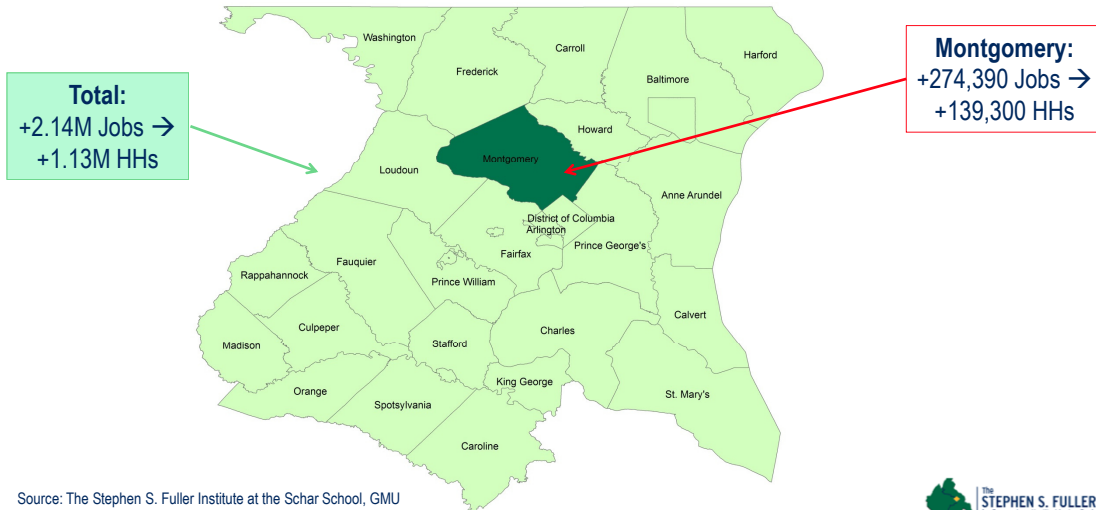 Washington
Carroll
Harford
Frederick
Baltimore
Total:
+2.14M Jobs →
+1.13M HHs
Montgomery:
+274,390 Jobs →
+139,300 HHs
Howard
Montgomery
Loudoun
Anne Arundel
District of Columbia
Arlington
Prince George's
Fairfax
Fauquier
Rappahannock
Prince William
Calvert
Culpeper
Charles
Madison
Stafford
King George
Orange
St. Mary's
Spotsylvania
Caroline
Source: The Stephen S. Fuller Institute at the Schar School, GMU
The
STEPHEN S. FULLER